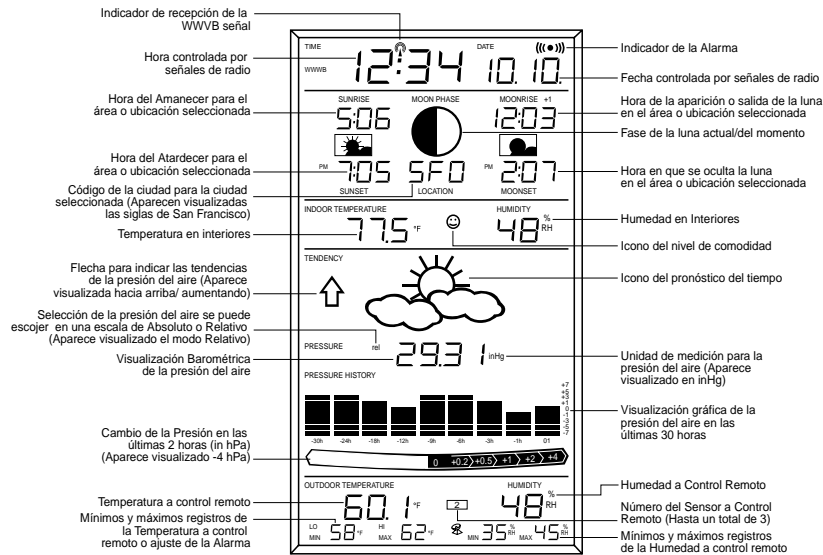 Indicador de recepción de la
WWVB señal
Hora controlada por
señales de radio
Hora del Amanecer para el
área o ubicación seleccionada
Hora del Atardecer para el
área o ubicación seleccionada
Código de la ciudad para la ciudad
seleccionada (Aparecen visualizadas
las siglas de San Francisco)
Temperatura en interiores
Flecha para indicar las tendencias
de la presión del aire (Aparece
visualizada hacia arriba/ aumentando)
Selección de la presión del aire se puede
escojer en una escala de Absoluto o Relativo
(Aparece visualizado el modo Relativo)
Visualización Barométrica
de la presión del aire
Cambio de la Presión en las
últimas 2 horas (in hPa)
(Aparece visualizado -4 hPa)
Temperatura a control remoto
Mínimos y máximos registros de
la Temperatura a control
remoto o ajuste de la Alarma
TIME DATE
WWWB 12:34 10. 10.
SUNRISE MOON PHASE MOONRISE +1
5:06 12:03
PM 7:05 SFO PM 2:07
SUNSET LOCATION MOONSET
INDOOR TEMPERATURE HUMIDITY
77.5 °F 48 % RH
TENDENCY
PRESSURE rel 29.31 inHg
PRESSURE HISTORY
+7
+5
+3
+1
0
-1
-3
-5
-7
-30h -24h -18h -12h -9h -6h -3h -1h 01
0 +0.2 +0.5 +1 +2 +4
OUTDOOR TEMPERATURE HUMIDITY
60.1 °F 2 48 % RH
LO MIN 58 °F HI MAX 62 °F MIN 35 % RH MAX 45 % RH
Indicador de la Alarma
Fecha controlada por señales de radio
Hora de la aparición o salida de la luna
en el área o ubicación seleccionada
Fase de la luna actual/del momento
Hora en que se oculta la luna
en el área o ubicación seleccionada
Humedad en Interiores
Icono del nivel de comodidad
Icono del pronóstico del tiempo
Unidad de medición para la
presión del aire (Aparece
visualizado en inHg)
Visualización gráfica de la
presión del aire en las
últimas 30 horas
Humedad a Control Remoto
Número del Sensor a Control
Remoto (Hasta un total de 3)
Mínimos y máximos registros
de la Humedad a control remoto